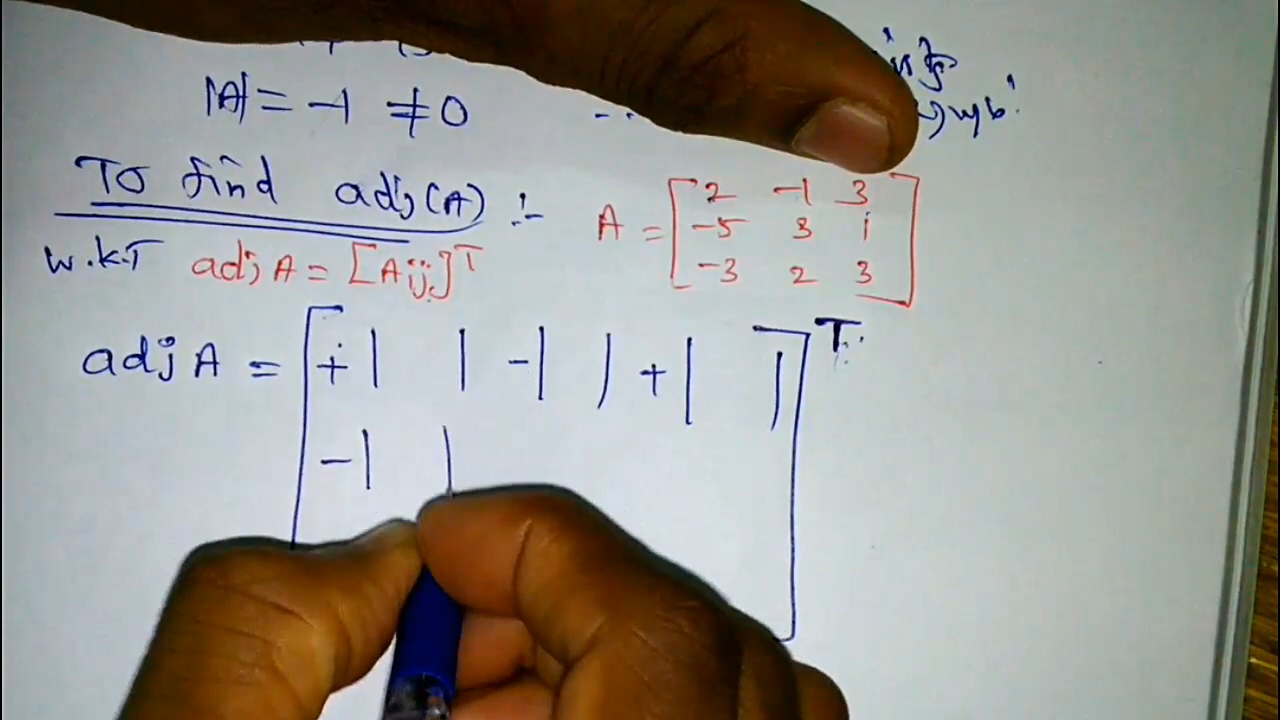 |A| = -1 ≠ 0
To find adj(A) :-
A = [ 2 -1 3
-5 3 1
-3 2 3 ]
w.k.T adj A = [Aij]^T
adj A = [ +| | -| | +| | ]^T
-| |